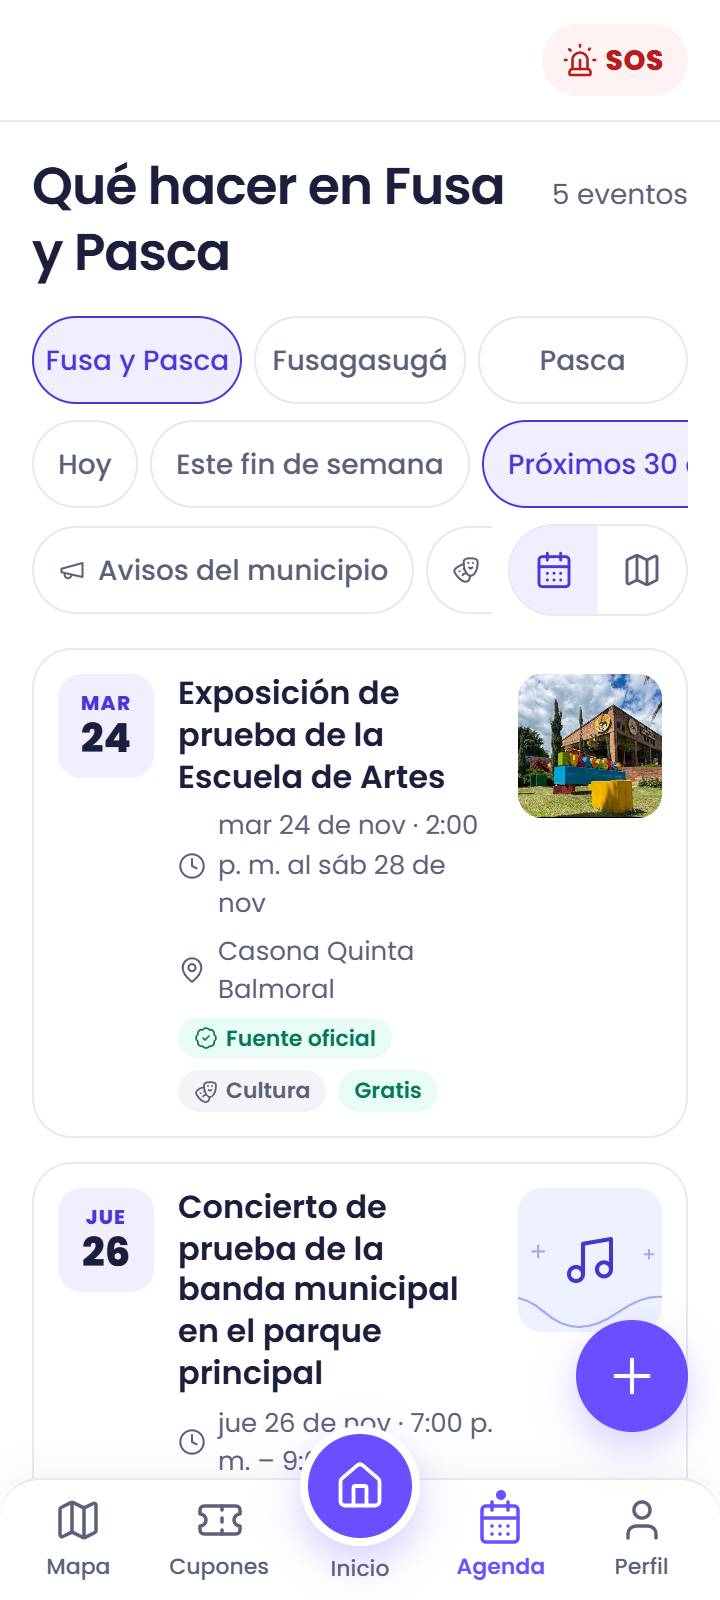 SOS
Qué hacer en Fusa
y Pasca
5 eventos
Fusa y Pasca
Fusagasugá
Pasca
Hoy
Este fin de semana
Próximos 30
Avisos del municipio
MAR
24
Exposición de
prueba de la
Escuela de Artes
mar 24 de nov · 2:00
p. m. al sáb 28 de
nov
Casona Quinta
Balmoral
Fuente oficial
Cultura
Gratis
JUE
26
Concierto de
prueba de la
banda municipal
en el parque
principal
jue 26 de nov · 7:00 p.
m. – 9:
Mapa
Cupones
Inicio
Agenda
Perfil